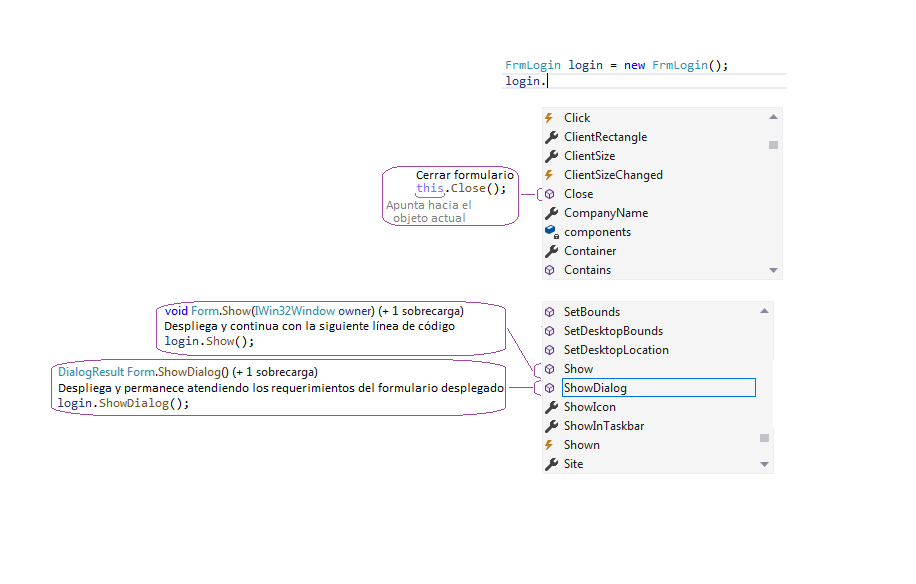 FrmLogin login = new FrmLogin();
login.
Click
ClientRectangle
ClientSize
ClientSizeChanged
Close
CompanyName
components
Container
Contains
Cerrar formulario
this.Close();
Apunta hacia el
objeto actual
void Form.Show(IWin32Window owner) (+ 1 sobrecarga)
Despliega y continua con la siguiente línea de código
login.Show();
DialogResult Form.ShowDialog() (+ 1 sobrecarga)
Despliega y permanece atendiendo los requerimientos del formulario desplegado
login.ShowDialog();
SetBounds
SetDesktopBounds
SetDesktopLocation
Show
ShowDialog
ShowIcon
ShowInTaskbar
Shown
Site